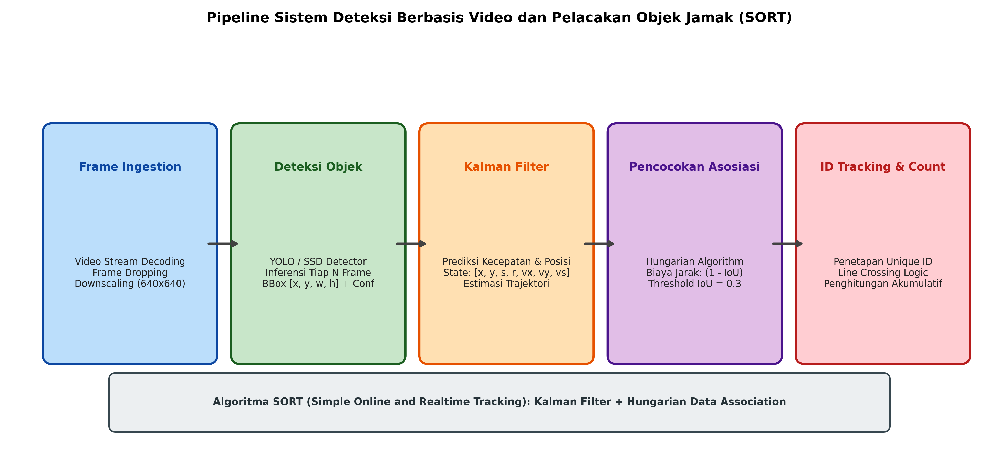 Pipeline Sistem Deteksi Berbasis Video dan Pelacakan Objek Jamak (SORT)
Frame Ingestion
Video Stream Decoding
Frame Dropping
Downscaling (640x640)
Deteksi Objek
YOLO / SSD Detector
Inferensi Tiap N Frame
BBox [x, y, w, h] + Conf
Kalman Filter
Prediksi Kecepatan & Posisi
State: [x, y, s, r, vx, vy, vs]
Estimasi Trajektori
Pencocokan Asosiasi
Hungarian Algorithm
Biaya Jarak: (1 - IoU)
Threshold IoU = 0.3
ID Tracking & Count
Penetapan Unique ID
Line Crossing Logic
Penghitungan Akumulatif
Algoritma SORT (Simple Online and Realtime Tracking): Kalman Filter + Hungarian Data Association